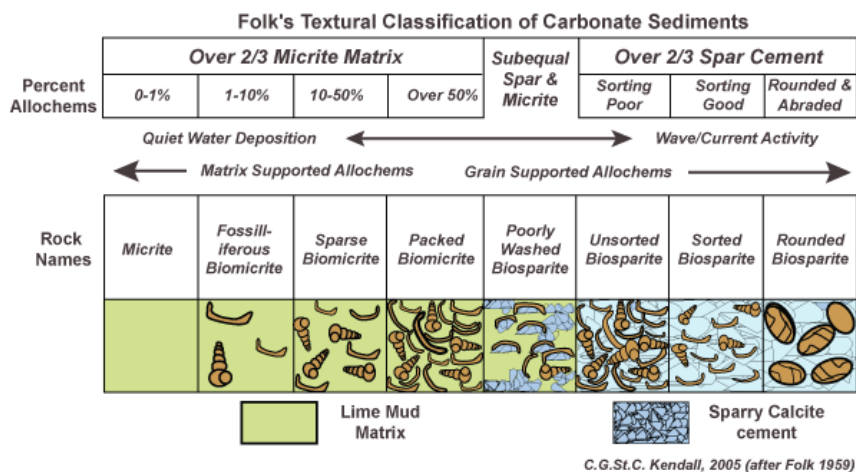 Folk's Textural Classification of Carbonate Sediments
Percent
Allochems
Over 2/3 Micrite Matrix
Subequal
Spar &
Micrite
Over 2/3 Spar Cement
0-1%
1-10%
10-50%
Over 50%
Sorting
Poor
Sorting
Good
Rounded &
Abraded
Quiet Water Deposition
Wave/Current Activity
Matrix Supported Allochems
Grain Supported Allochems
Rock
Names
Micrite
Fossill-
iferous
Biomicrite
Sparse
Biomicrite
Packed
Biomicrite
Poorly
Washed
Biosparite
Unsorted
Biosparite
Sorted
Biosparite
Rounded
Biosparite
Lime Mud
Matrix
Sparry Calcite
cement
C.G.St.C. Kendall, 2005 (after Folk 1959)